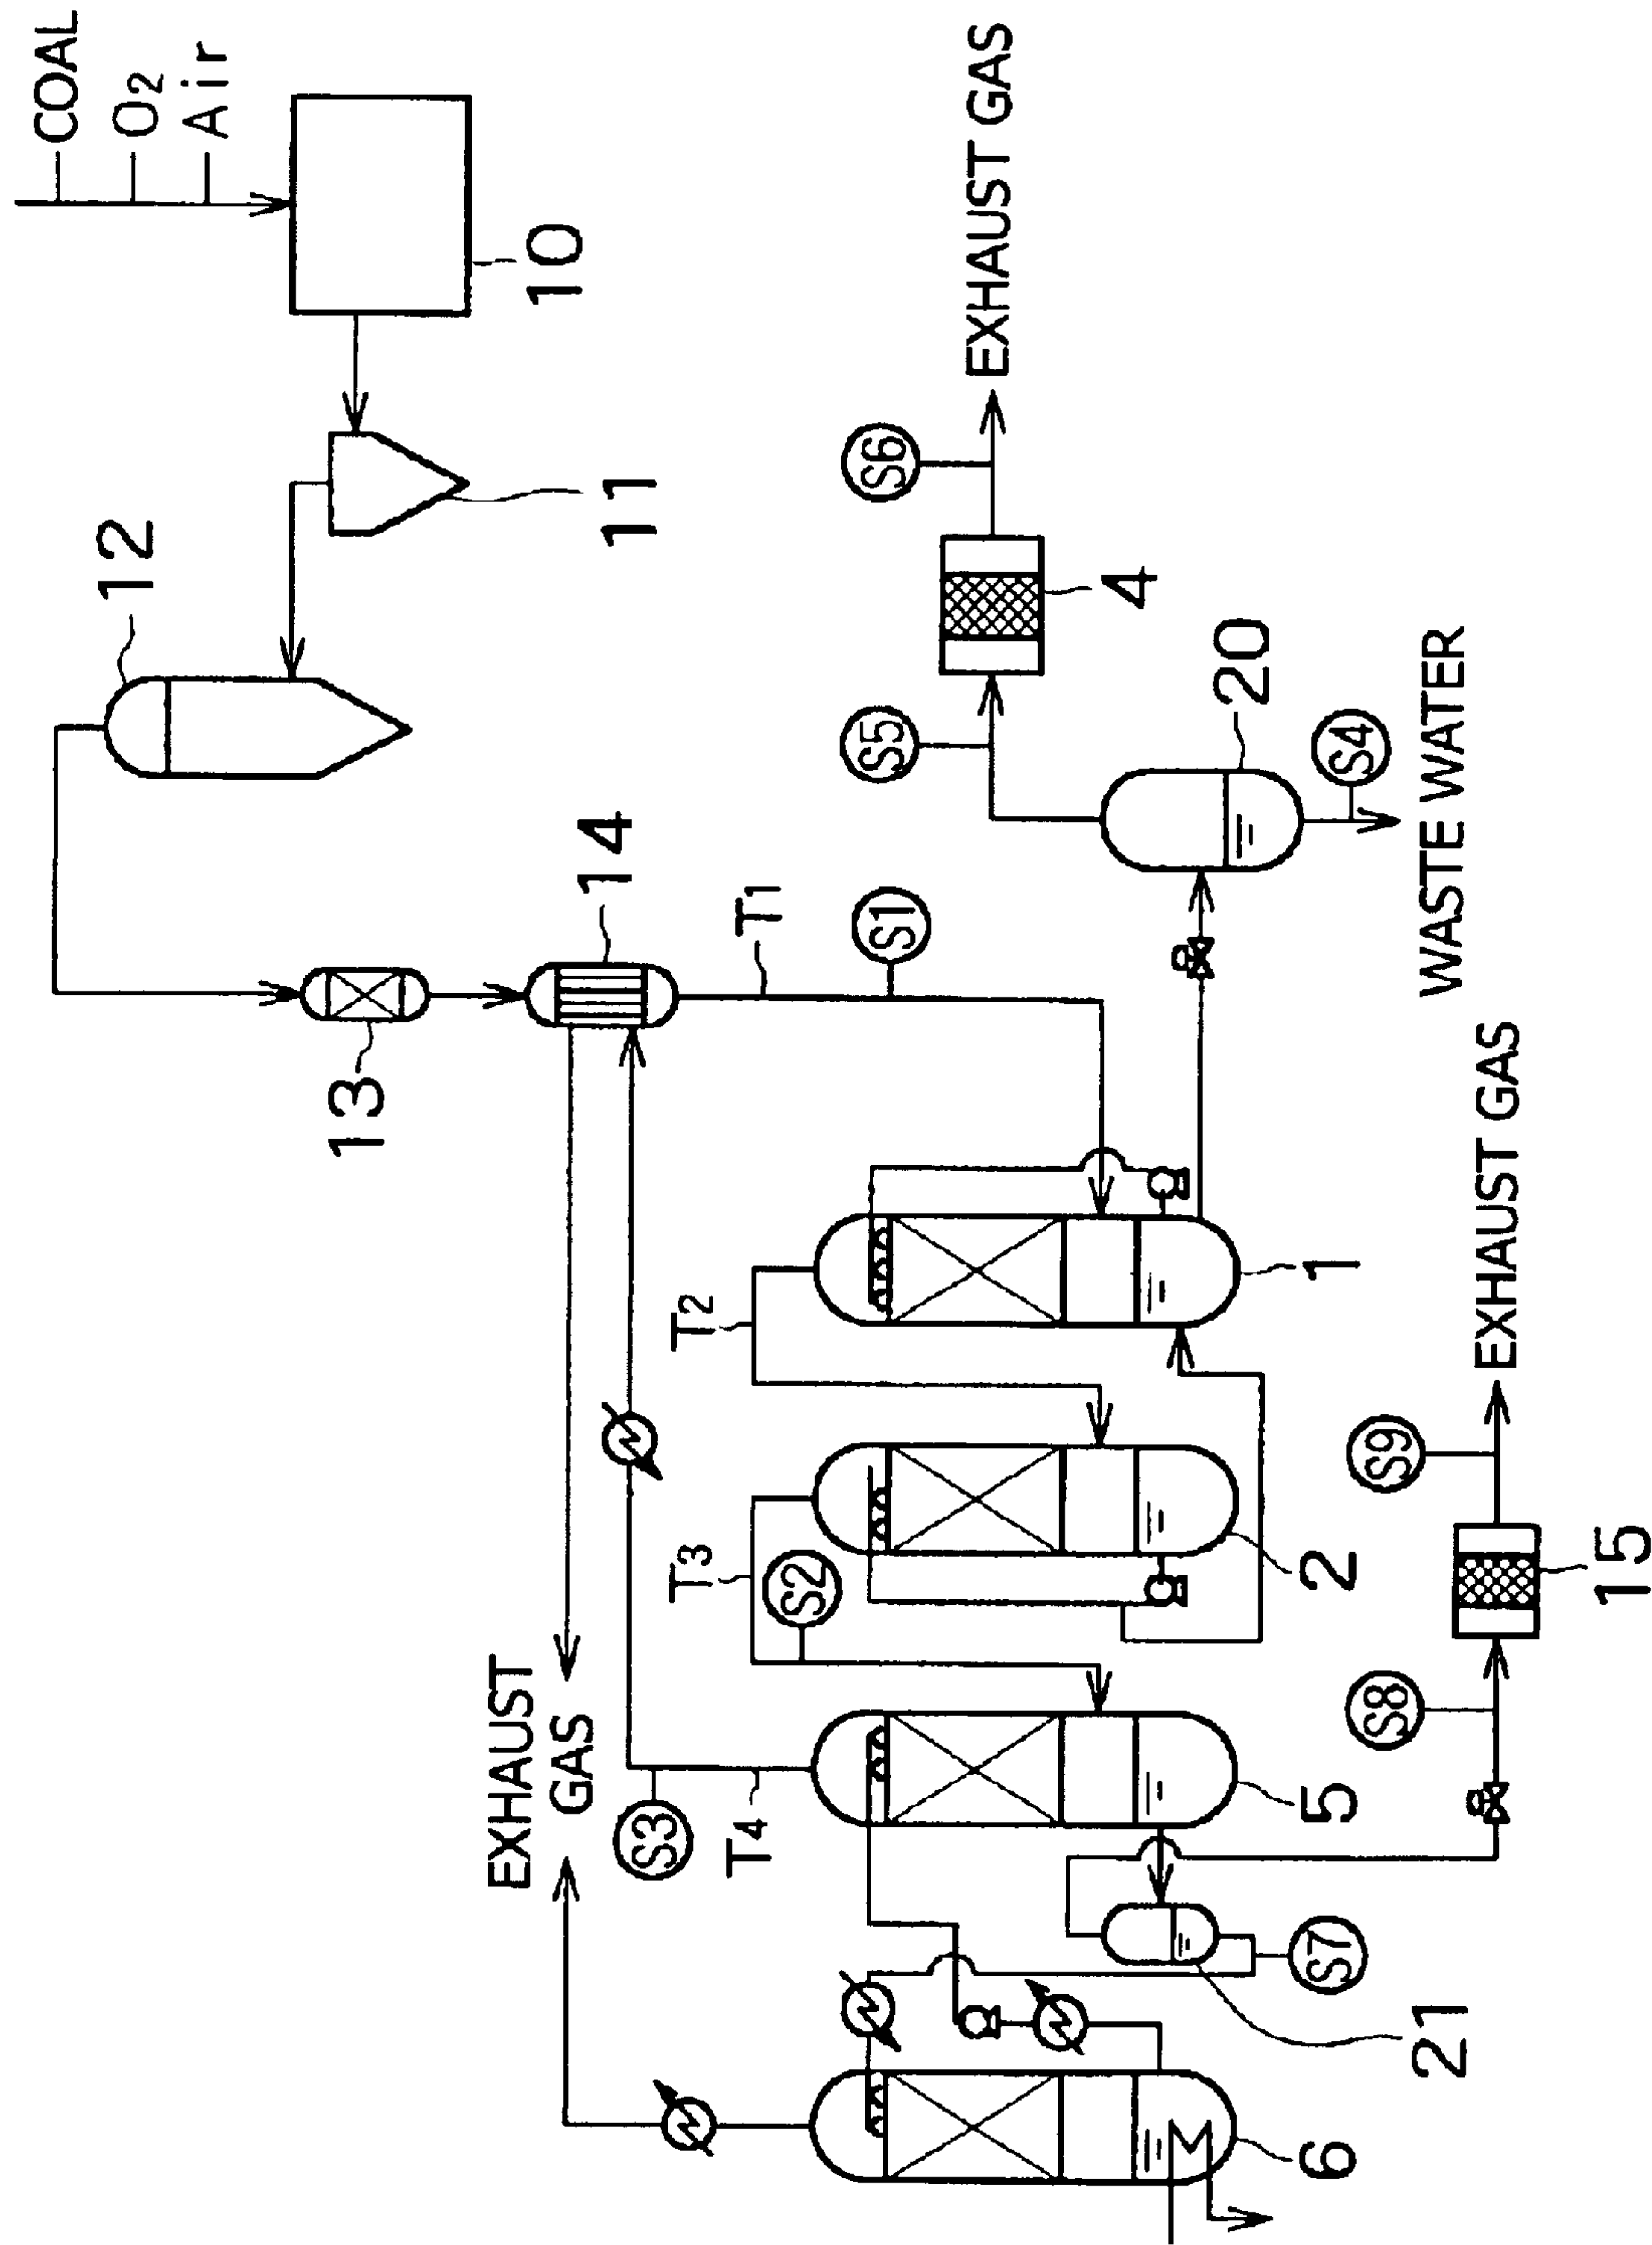 COAL
O2
Air
10
11
12
13
14
T1
S1
EXHAUST GAS
S6
4
S5
20
S4
WASTE WATER
T2
1
T3
S2
2
EXHAUST GAS
S9
15
S8
EXHAUST
GAS
S3
T4
5
S7
21
6